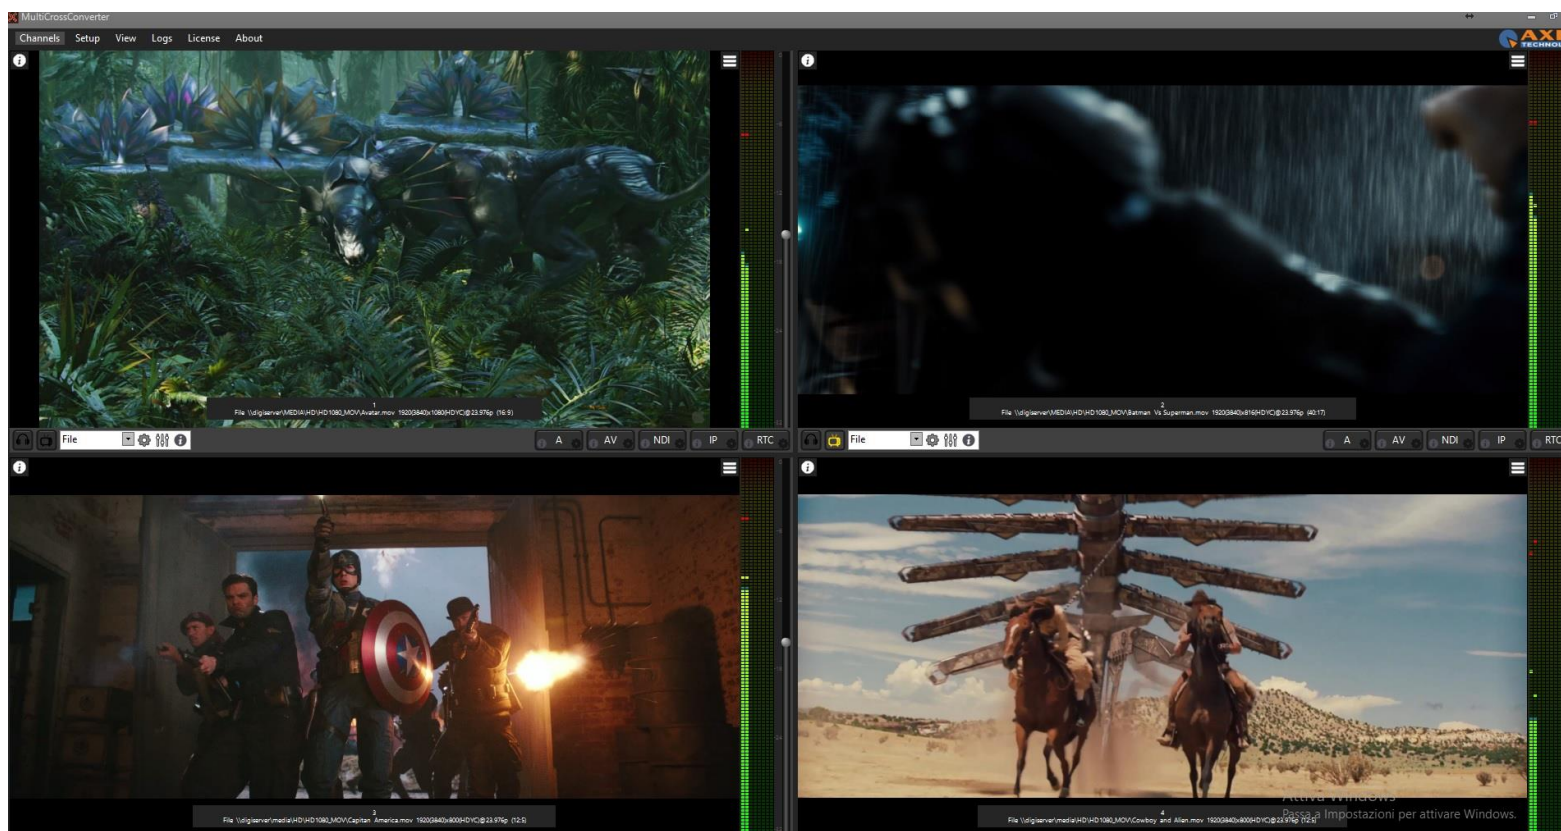 MultiCrossConverter
Channels Setup View Logs License About
AXE
TECHNOLO
1
File \\digiserver\MEDIA\HD\HD1080_MOV\Avatar.mov 1920(3840)x1080(HDYC)@23.976p (16:9)
2
File \\digiserver\MEDIA\HD\HD1080_MOV\Batman Vs Superman.mov 1920(3840)x816(HDYC)@23.976p (40:17)
File A AV NDI IP RTC
File A AV NDI IP RTC
3
File \\digiserver\media\HD\HD1080_MOV\Capitan America.mov 1920(3840)x800(HDYC)@23.976p (12:5)
4
File \\digiserver\media\HD\HD1080_MOV\Cowboy and Alien.mov 1920(3840)x800(HDYC)@23.976p (12:5)
Attiva Windows
Passa a Impostazioni per attivare Windows.